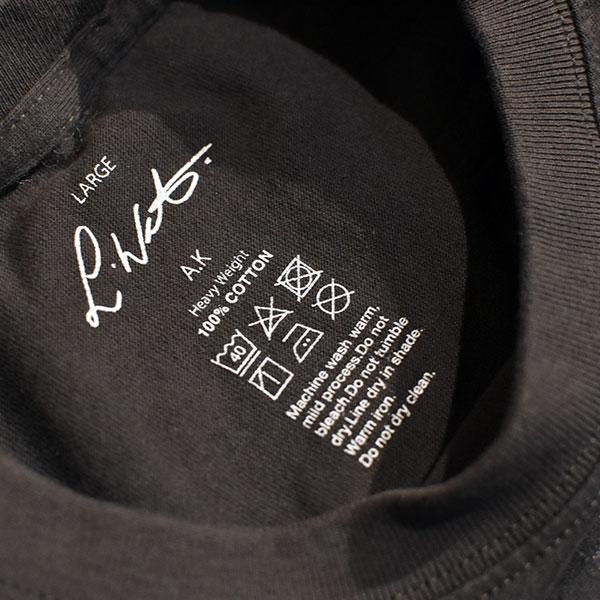 LARGE
A.K
Heavy Weight
100% COTTON
40
Machine wash warm,
mild process.Do not
bleach.Do not tumble
dry.Line dry in shade.
Warm iron.
Do not dry clean.